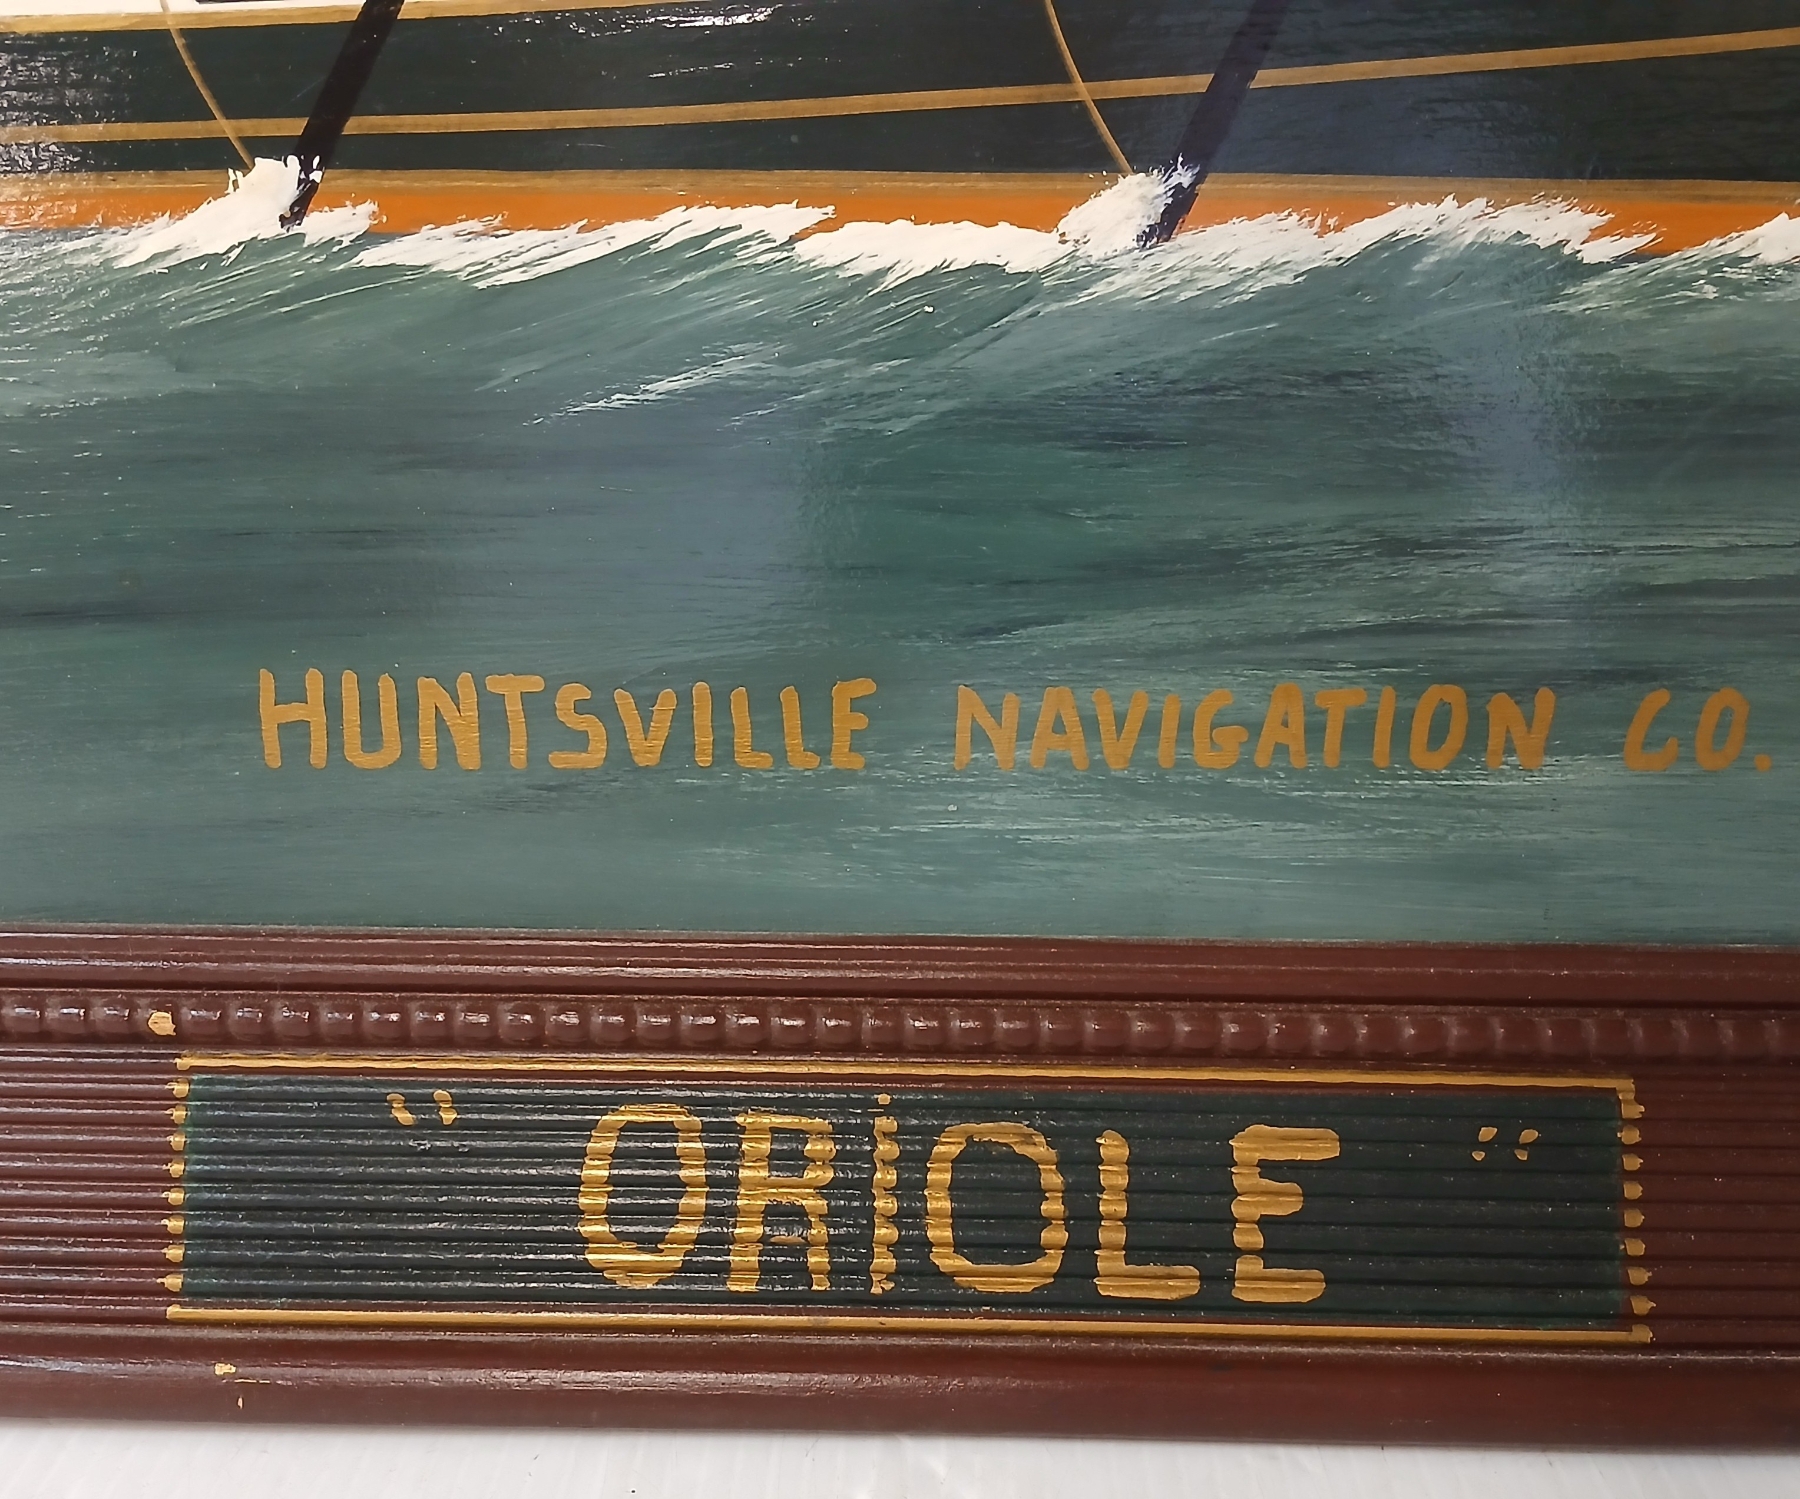 HUNTSVILLE NAVIGATION CO.
" ORiOLE "